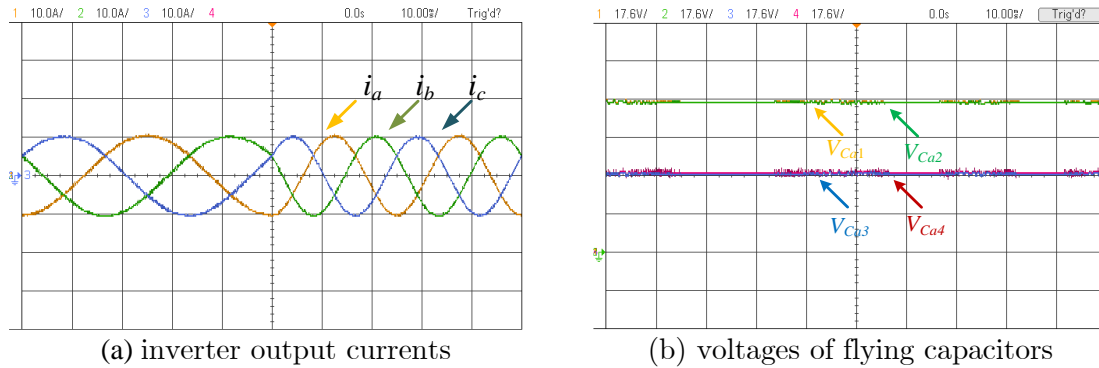 1 10.0A/ 2 10.0A/ 3 10.0A/ 4 0.0s 10.00ms/ Trig'd?
i_a i_b i_c
3
(a) inverter output currents
1 17.6V/ 2 17.6V/ 3 17.6V/ 4 17.6V/ 0.0s 10.00ms/ Trig'd?
V_Ca1 V_Ca2
V_Ca3 V_Ca4
(b) voltages of flying capacitors